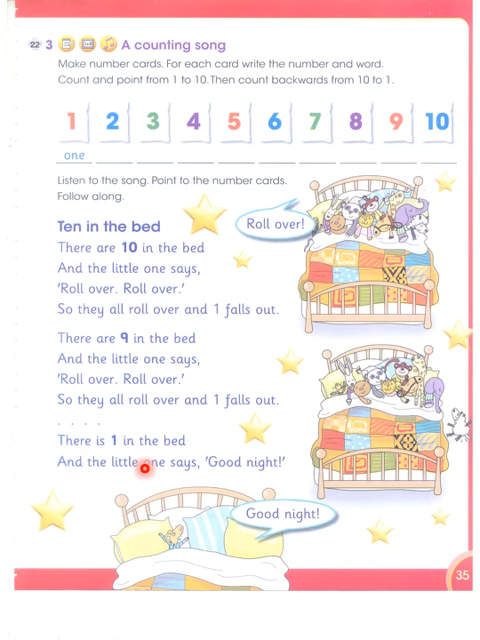 22 3 A counting song
Make number cards. For each card write the number and word.
Count and point from 1 to 10. Then count backwards from 10 to 1.
1 2 3 4 5 6 7 8 9 10
one
Listen to the song. Point to the number cards.
Follow along.
Roll over!
Ten in the bed
There are 10 in the bed
And the little one says,
'Roll over. Roll over.'
So they all roll over and 1 falls out.
There are 9 in the bed
And the little one says,
'Roll over. Roll over.'
So they all roll over and 1 falls out.
. . . .
There is 1 in the bed
And the little one says, 'Good night!'
Good night!
35